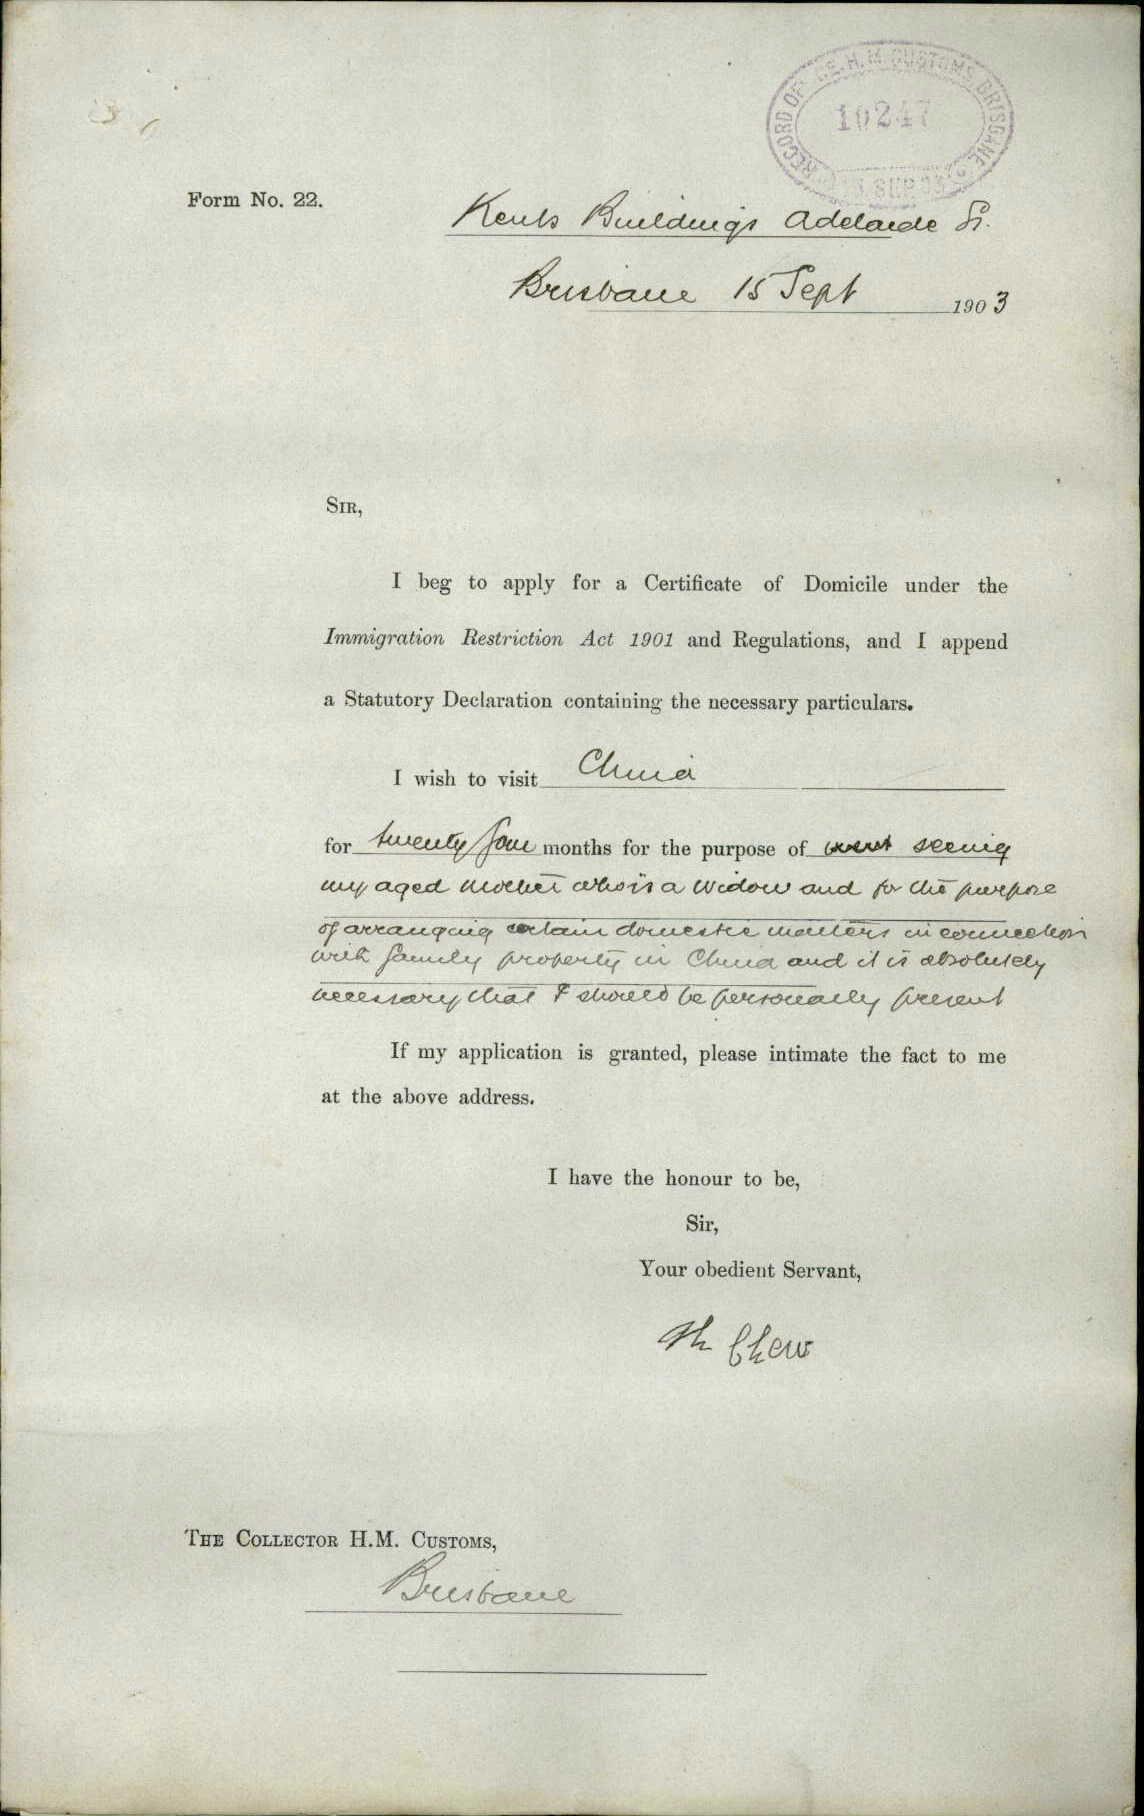 RECORD OFFICE. H. M. CUSTOMS BRISBANE
10247
15 SEP 03
Form No. 22.
Kents Buildings Adelaide St.
Brisbane 15 Sept 1903
SIR,
I beg to apply for a Certificate of Domicile under the
Immigration Restriction Act 1901 and Regulations, and I append
a Statutory Declaration containing the necessary particulars.
I wish to visit China
for twenty four months for the purpose of seeing
my aged mother who is a widow and for the purpose
of arranging certain domestic matters in connection
with family property in China and it is absolutely
necessary that I should be personally present
If my application is granted, please intimate the fact to me
at the above address.
I have the honour to be,
Sir,
Your obedient Servant,
Chew
THE COLLECTOR H.M. CUSTOMS,
Brisbane